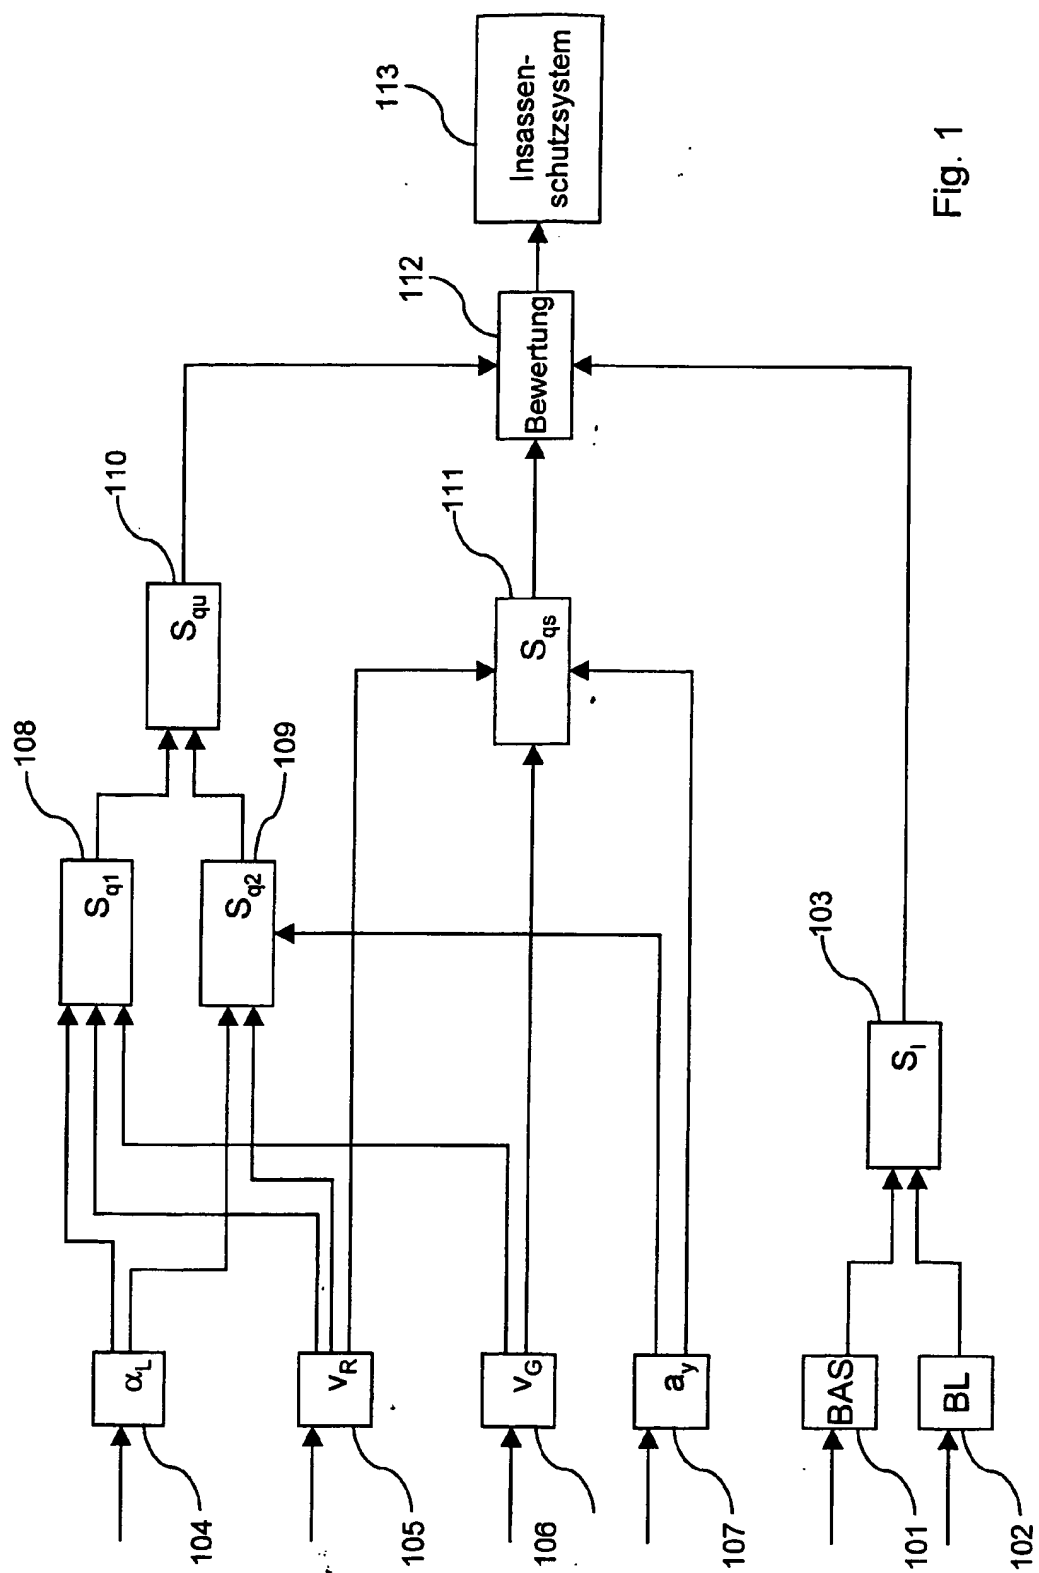 104
α_L
105
v_R
106
v_G
107
a_y
101
BAS
102
BL
108
S_q1
109
S_q2
103
S_l
110
S_qu
111
S_qs
112
Bewertung
113
Insassen-
schutzsystem
Fig. 1